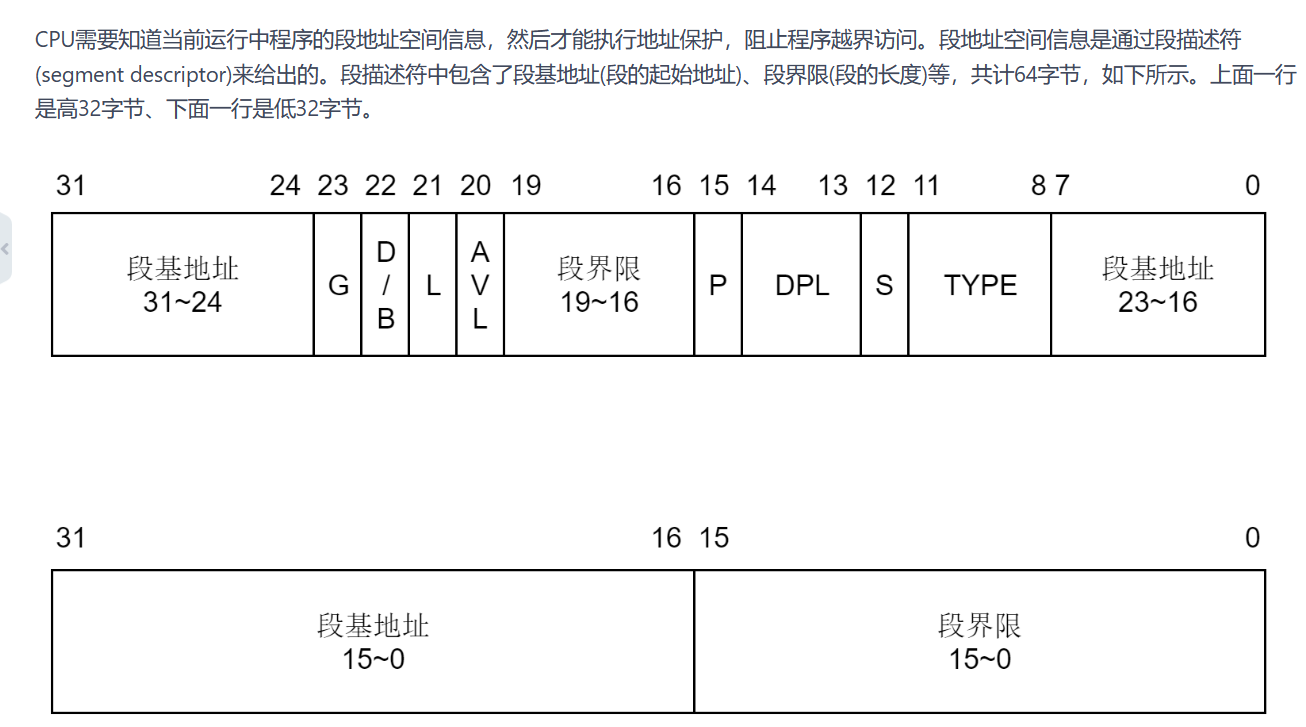 CPU需要知道当前运行中程序的段地址空间信息，然后才能执行地址保护，阻止程序越界访问。段地址空间信息是通过段描述符
(segment descriptor)来给出的。段描述符中包含了段基地址(段的起始地址)、段界限(段的长度)等，共计64字节，如下所示。上面一行
是高32字节、下面一行是低32字节。
31 24 23 22 21 20 19 16 15 14 13 12 11 8 7 0
段基地址
31~24
G
D
/
B
L
A
V
L
段界限
19~16
P
DPL
S
TYPE
段基地址
23~16
31 16 15 0
段基地址
15~0
段界限
15~0